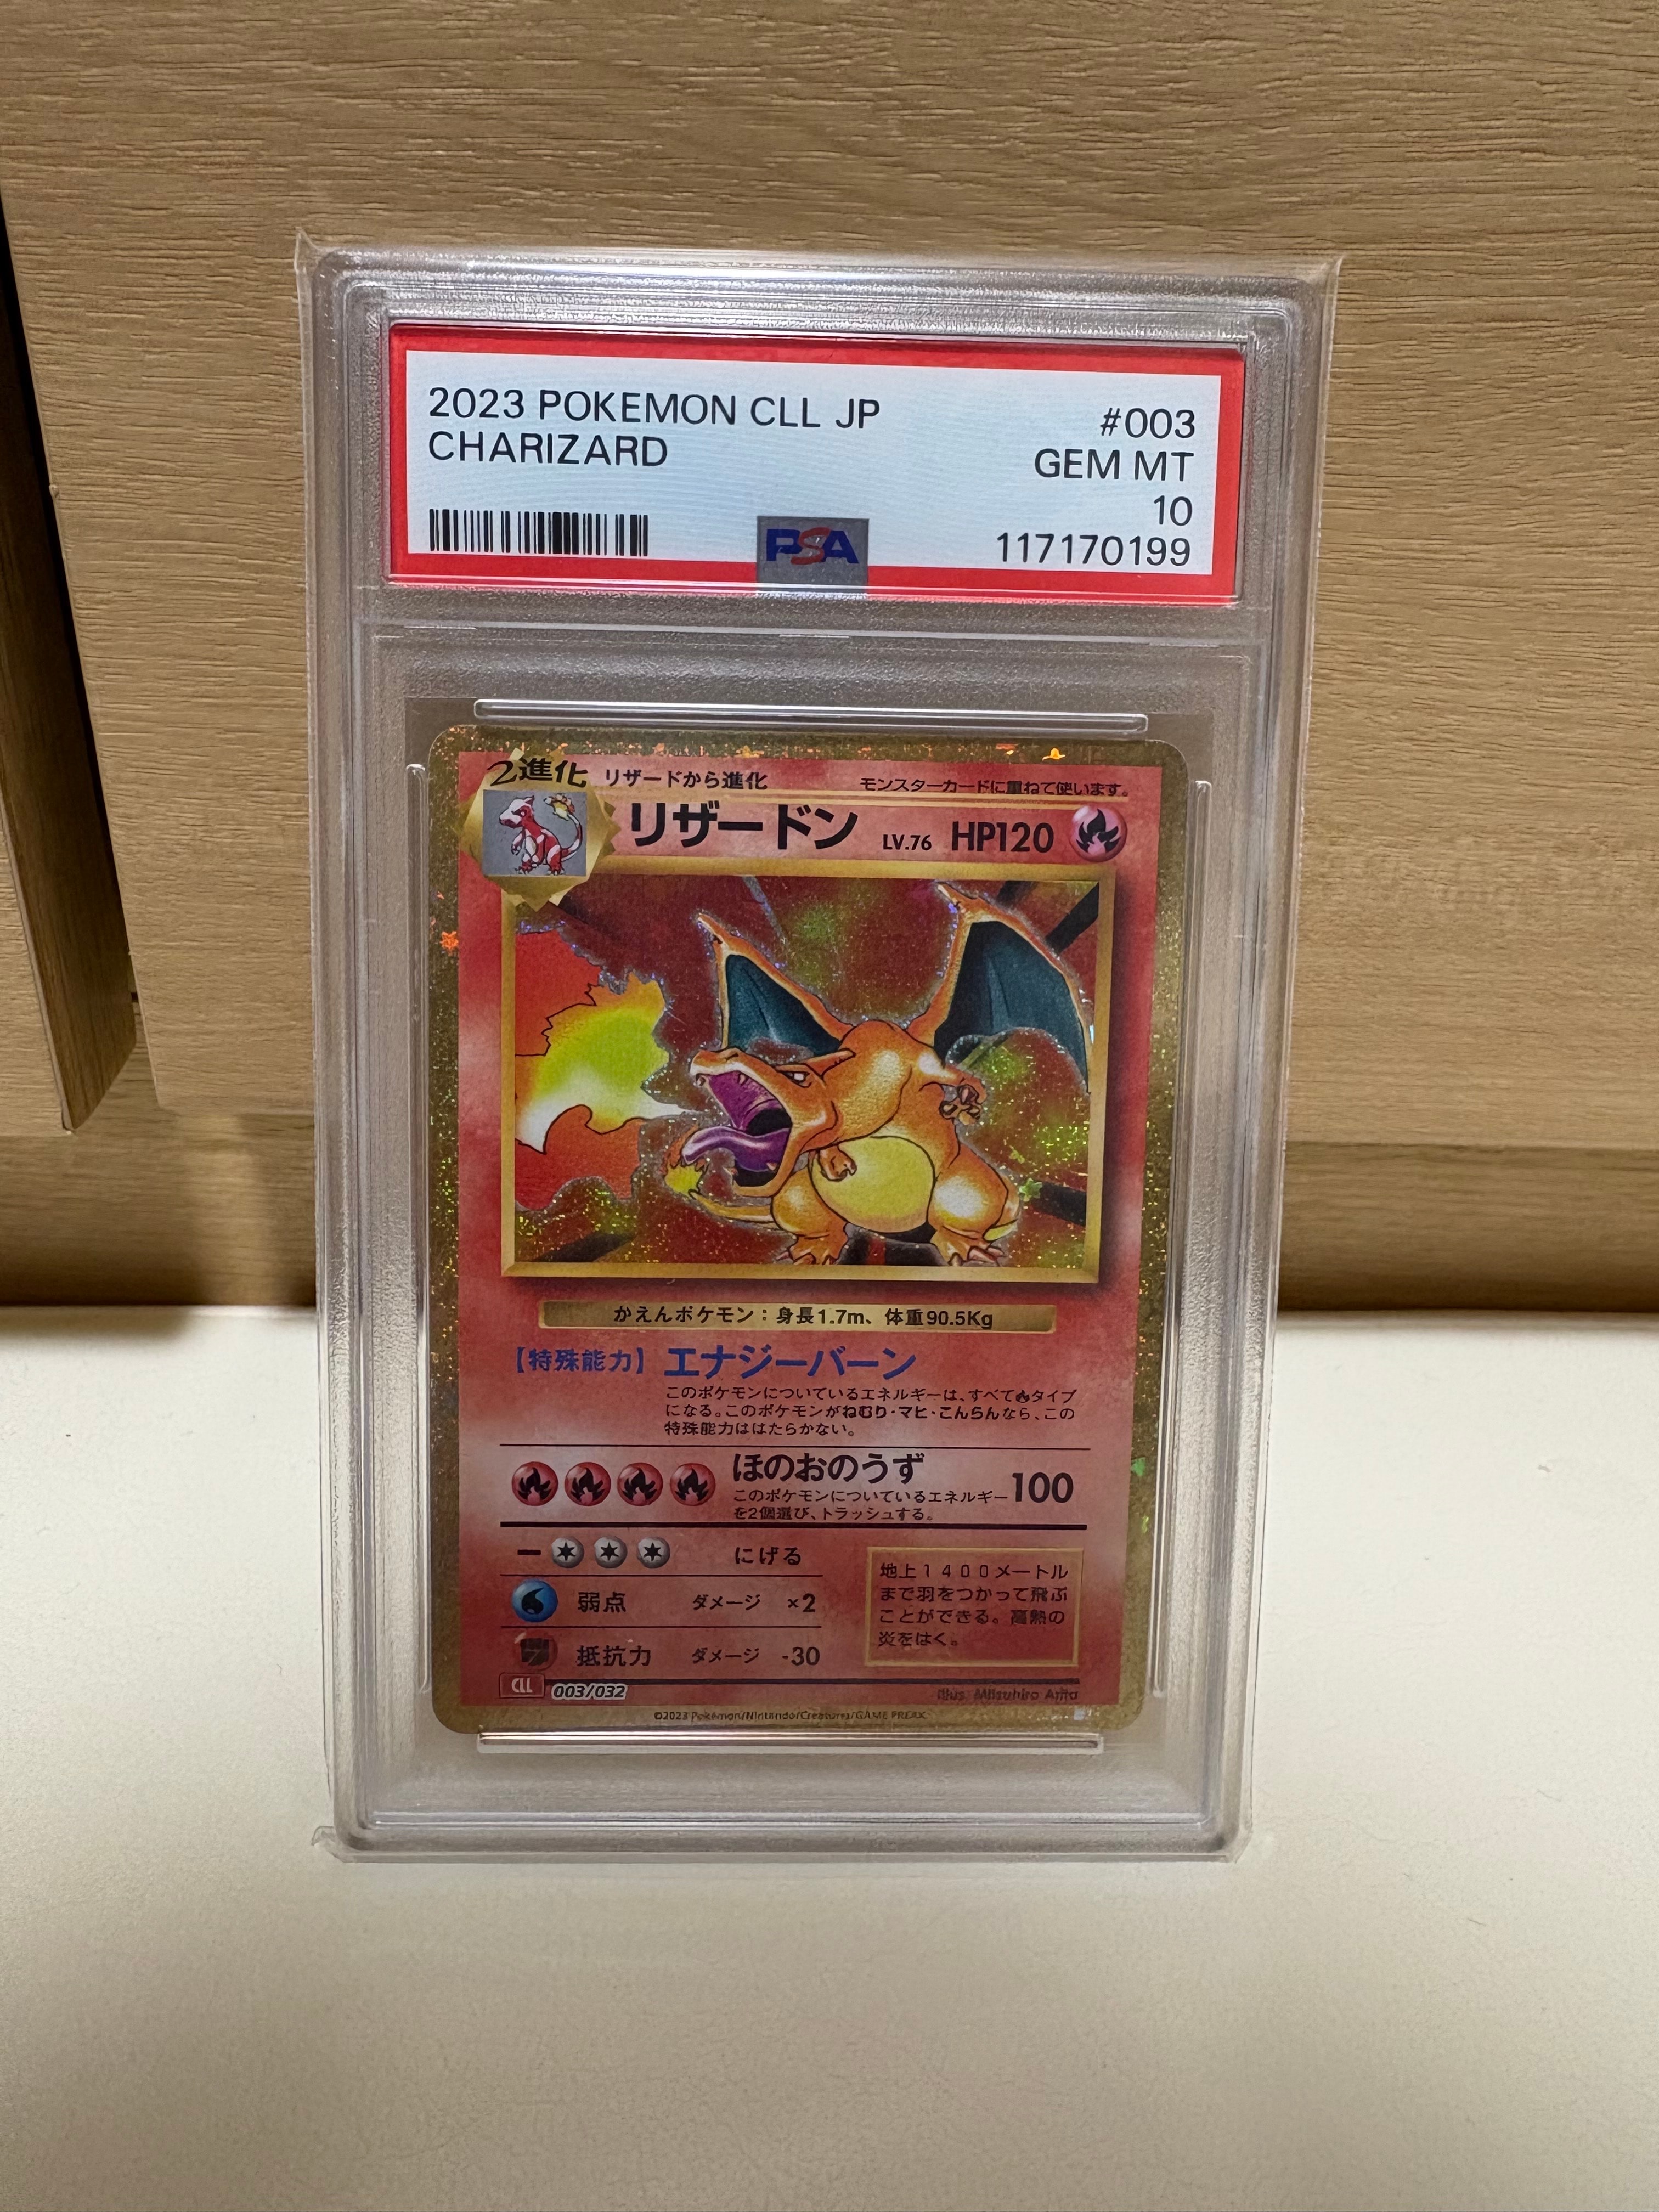 2023 POKEMON CLL JP
#003
CHARIZARD
GEM MT
10
PSA
117170199
2進化
リザードから進化
モンスターカードに重ねて使います。
リザードン LV.76 HP120
かえんポケモン：身長1.7m、体重90.5Kg
【特殊能力】エナジーバーン
このポケモンについているエネルギーは、すべてタイプ
になる。このポケモンがねむり・マヒ・こんらんなら、この
特殊能力ははたらかない。
ほのおのうず
100
このポケモンについているエネルギー
を2個選び、トラッシュする。
にげる
弱点 ダメージ ×2
抵抗力 ダメージ -30
地上1400メートル
まで羽をつかって飛ぶ
ことができる。高熱の
炎をはく。
CLL 003/032
illus. Mitsuhiro Arita
©2023 Pokémon/Nintendo/Creatures/GAME FREAK